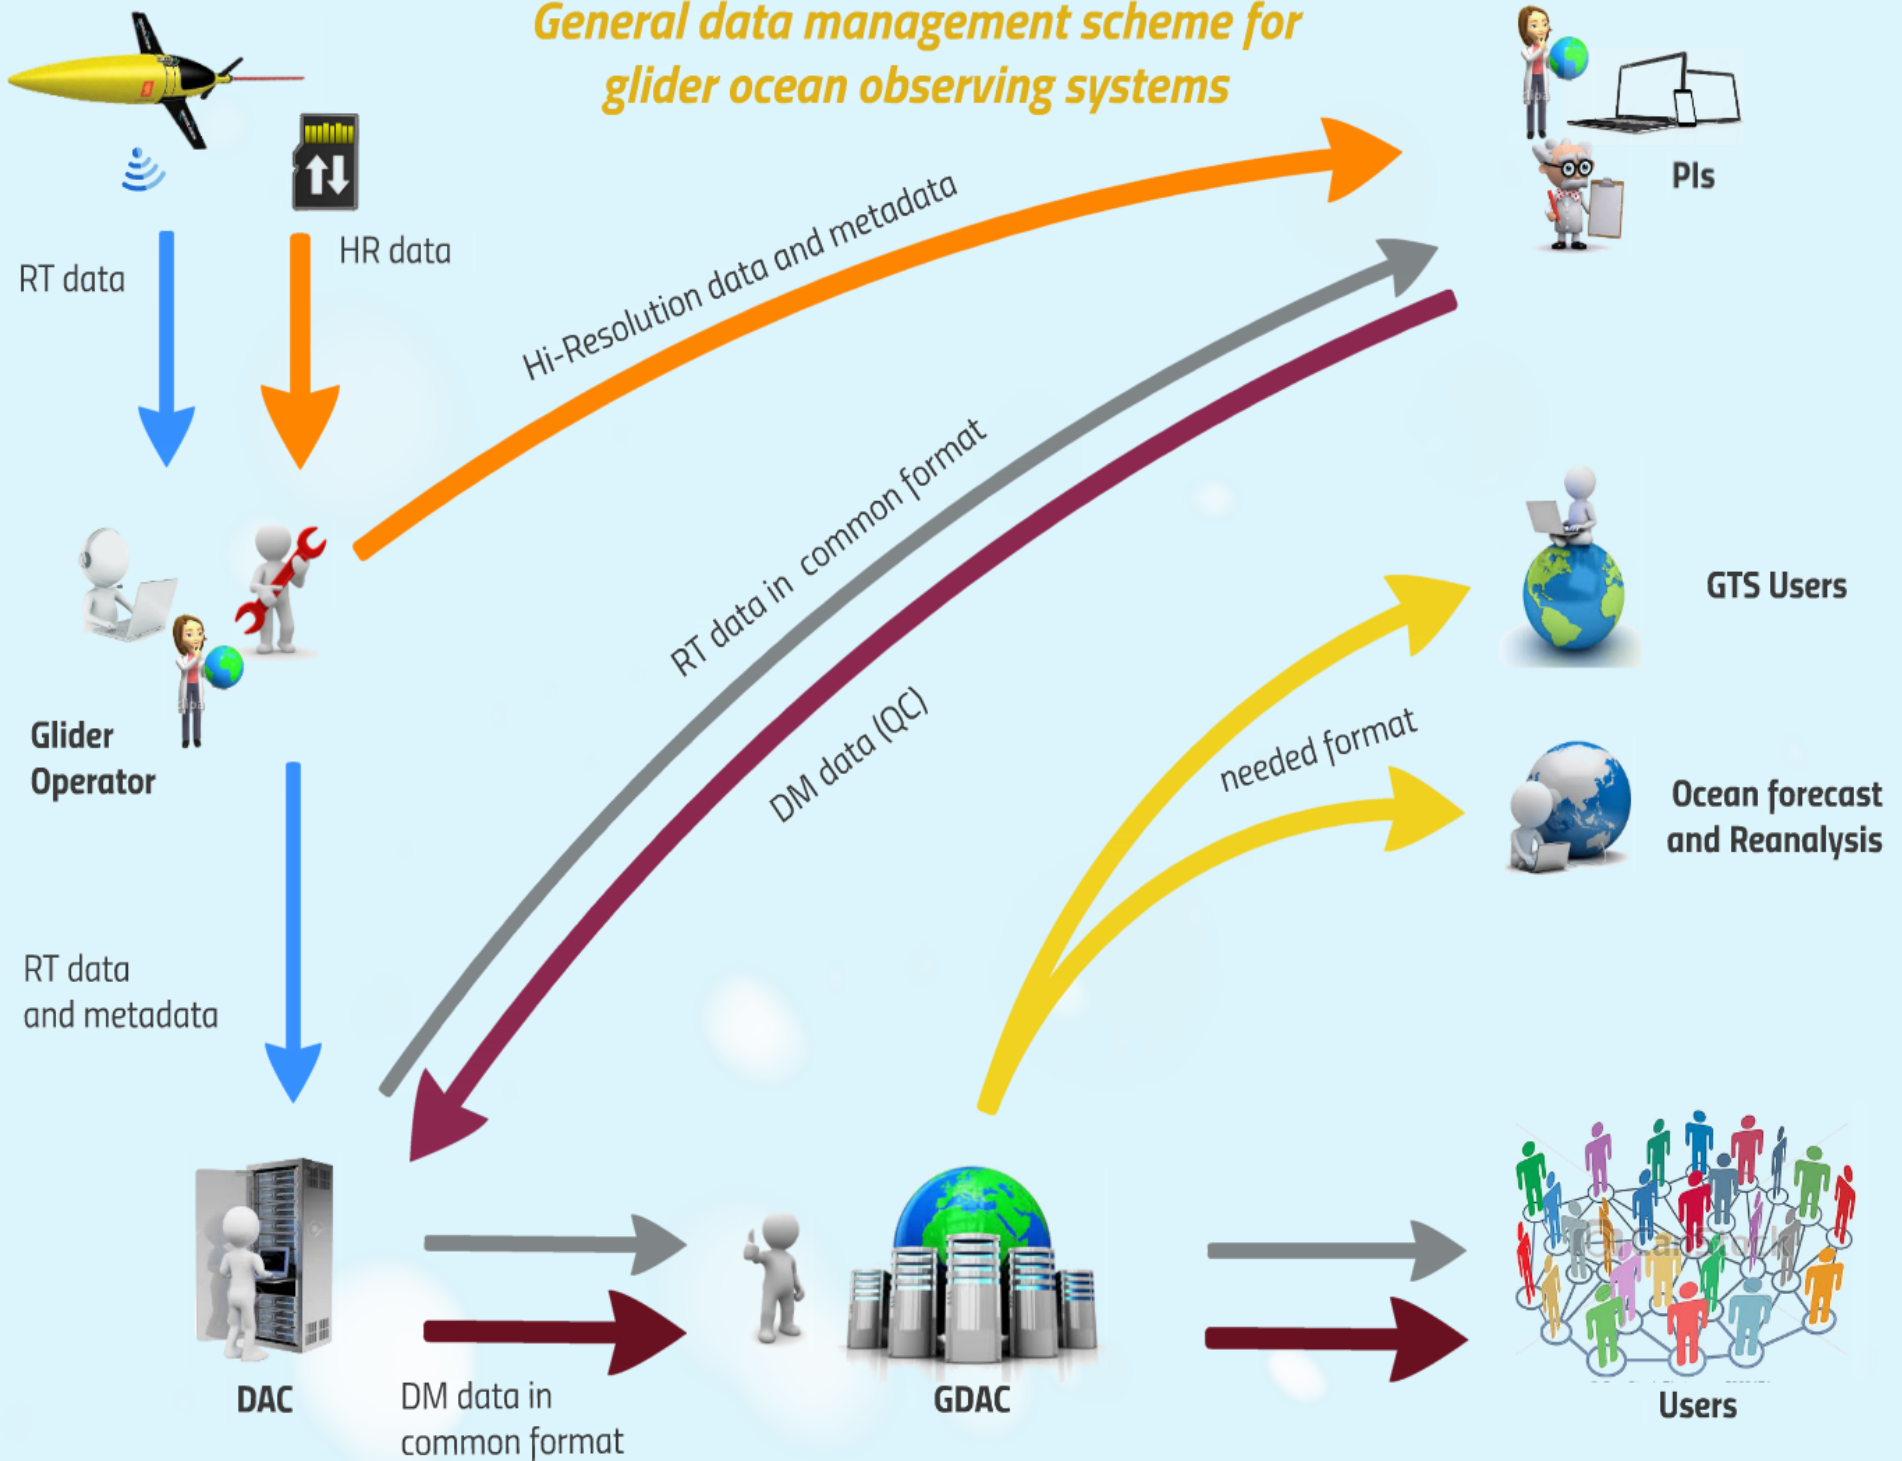 General data management scheme for
glider ocean observing systems
PIs
RT data
HR data
Hi-Resolution data and metadata
RT data in common format
DM data (QC)
GTS Users
needed format
Glider
Operator
Ocean forecast
and Reanalysis
RT data
and metadata
DAC
DM data in
common format
GDAC
Users